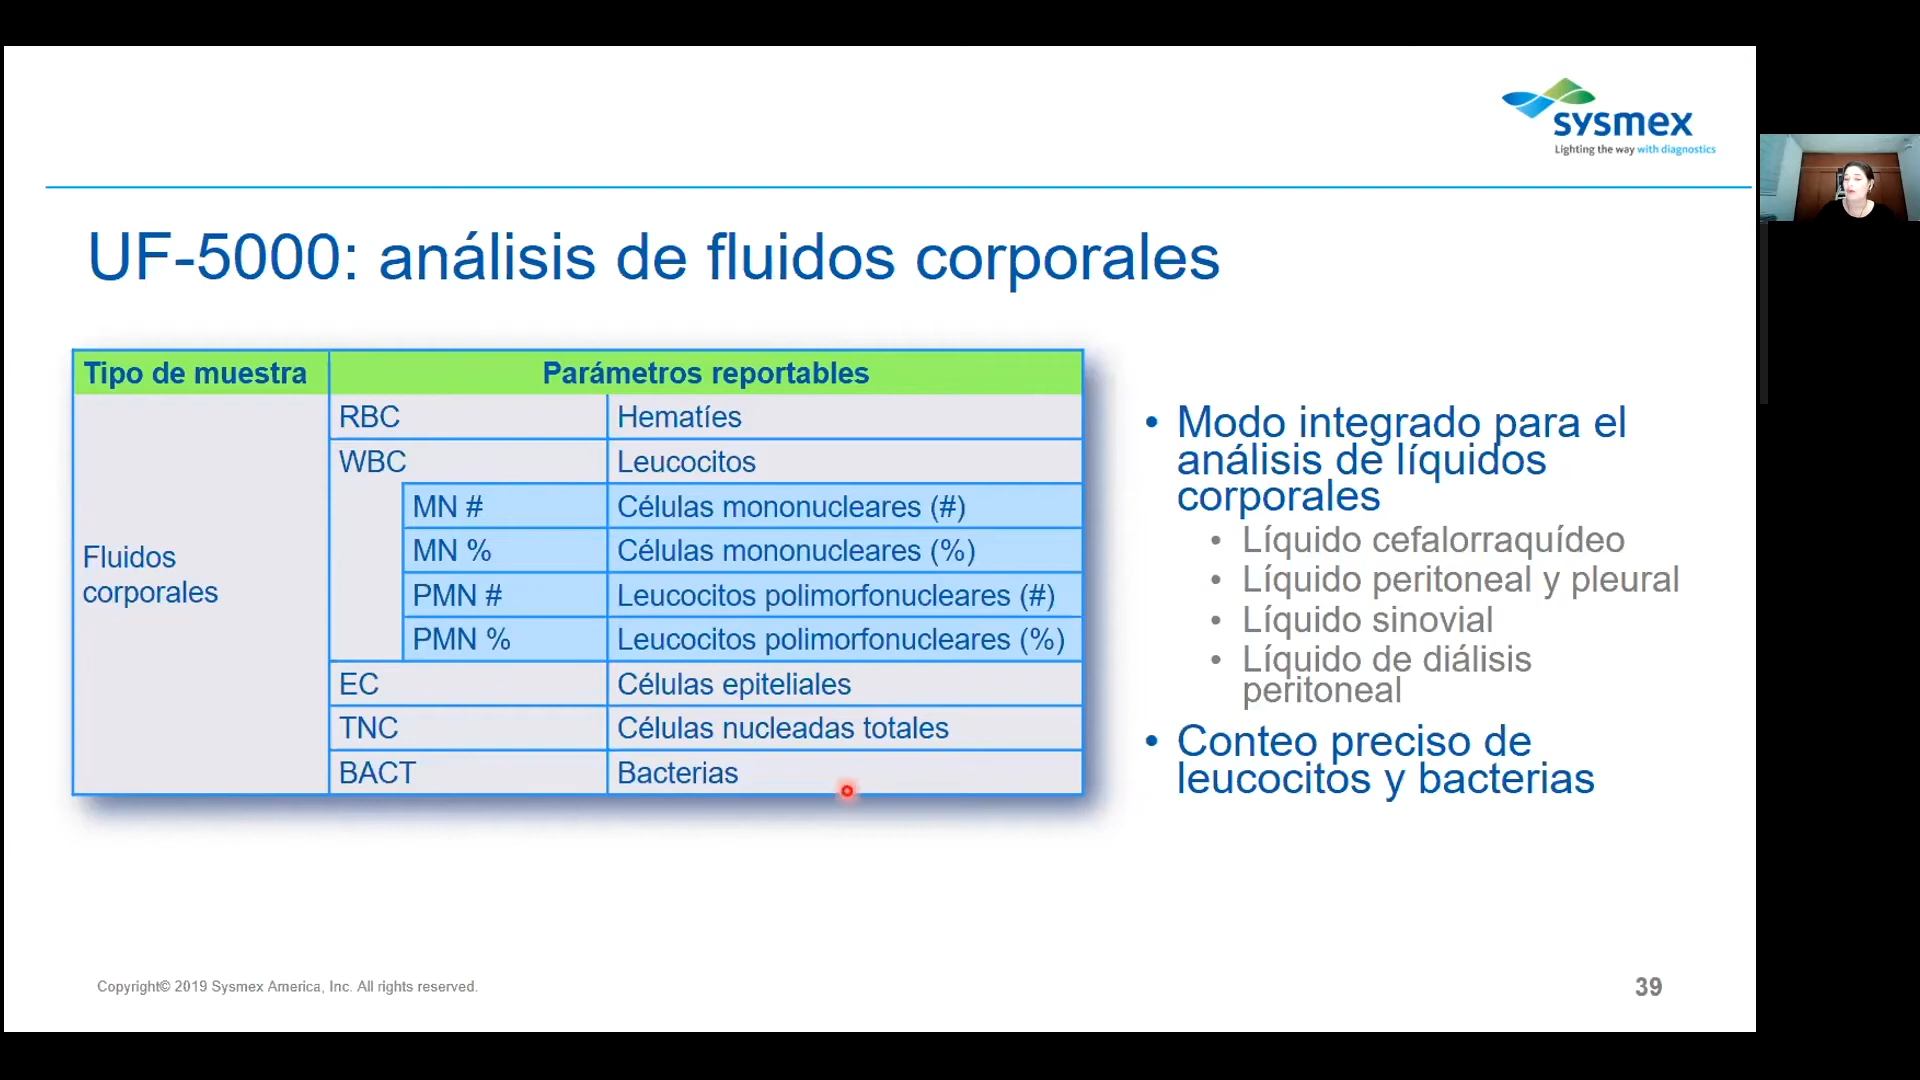 sysmex
Lighting the way with diagnostics
UF-5000: análisis de fluidos corporales
Tipo de muestra
Parámetros reportables
Fluidos
corporales
RBC
Hematíes
WBC
Leucocitos
MN #
Células mononucleares (#)
MN %
Células mononucleares (%)
PMN #
Leucocitos polimorfonucleares (#)
PMN %
Leucocitos polimorfonucleares (%)
EC
Células epiteliales
TNC
Células nucleadas totales
BACT
Bacterias
• Modo integrado para el
análisis de líquidos
corporales
• Líquido cefalorraquídeo
• Líquido peritoneal y pleural
• Líquido sinovial
• Líquido de diálisis
peritoneal
• Conteo preciso de
leucocitos y bacterias
Copyright© 2019 Sysmex America, Inc. All rights reserved.
39